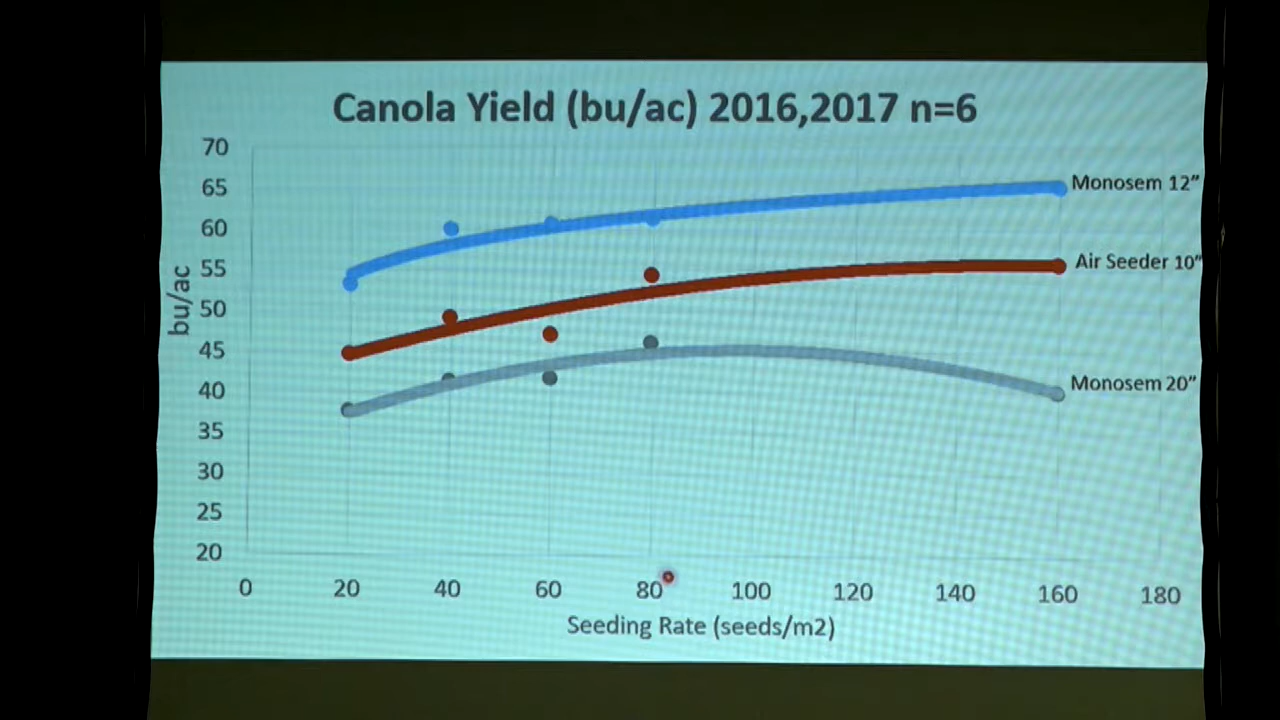 Canola Yield (bu/ac) 2016,2017 n=6
70
65
60
55
50
45
40
35
30
25
20
bu/ac
Monosem 12”
Air Seeder 10”
Monosem 20”
0 20 40 60 80 100 120 140 160 180
Seeding Rate (seeds/m2)